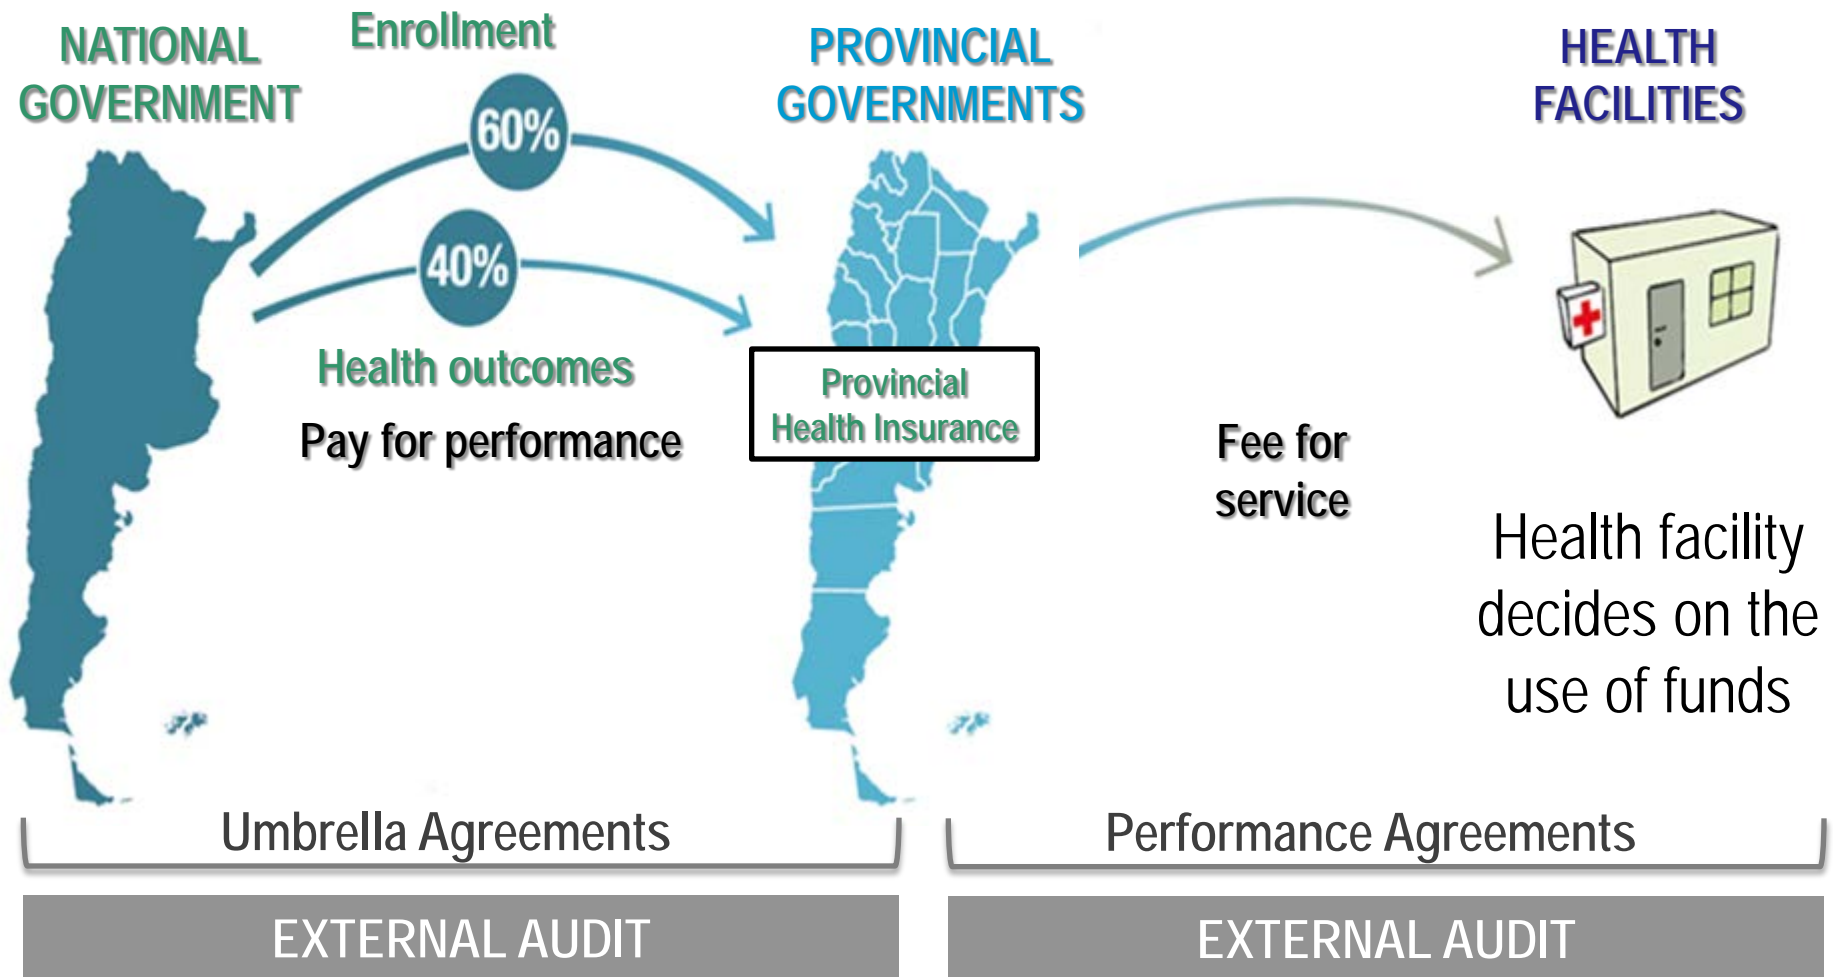 NATIONAL
GOVERNMENT
Enrollment
60%
40%
Health outcomes
Pay for performance
PROVINCIAL
GOVERNMENTS
Provincial
Health Insurance
Fee for
service
HEALTH
FACILITIES
Health facility
decides on the
use of funds
Umbrella Agreements
Performance Agreements
EXTERNAL AUDIT
EXTERNAL AUDIT